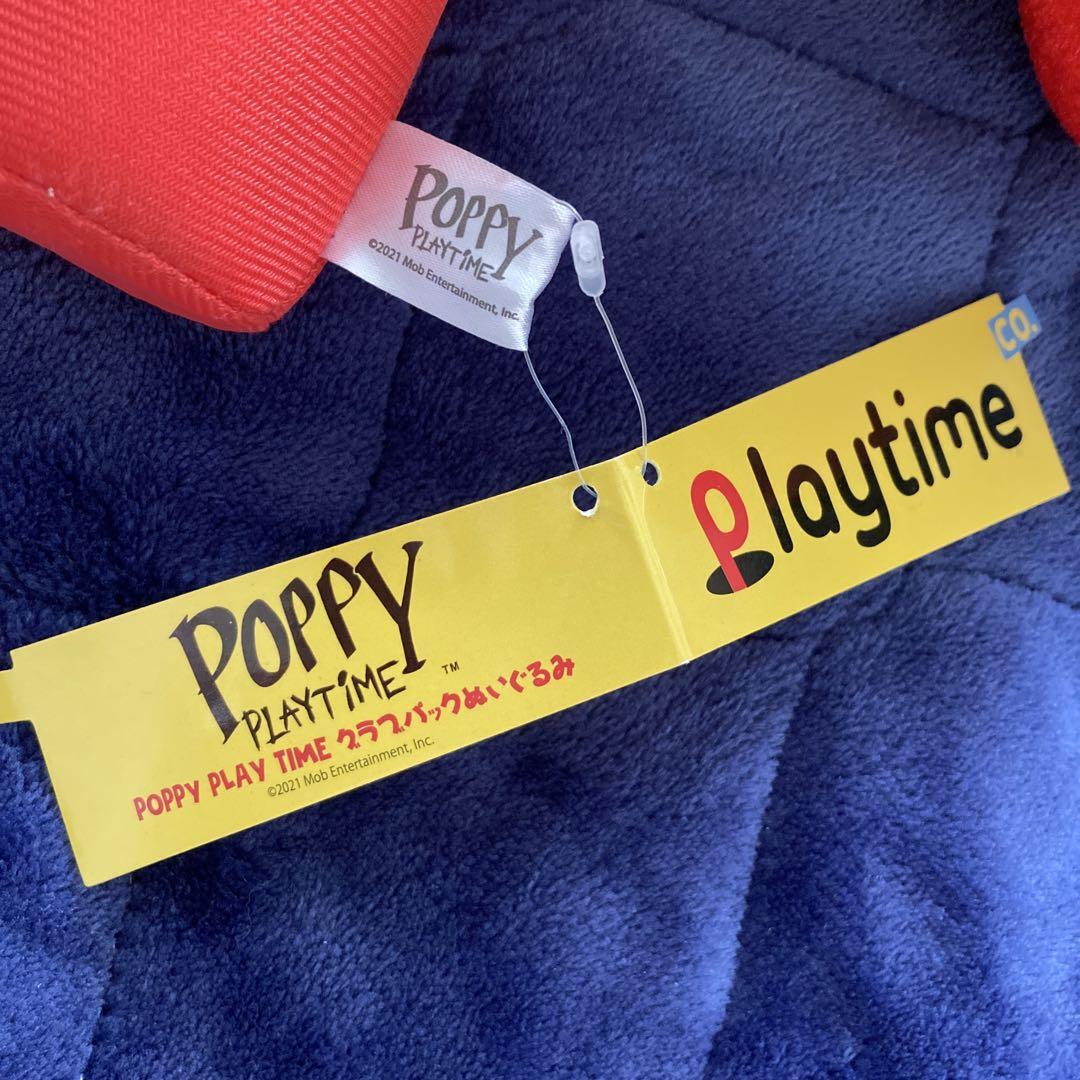 POPPY
PLAYTIME
©2021 Mob Entertainment, Inc.
CO.
Playtime
POPPY
PLAYTIME™
POPPY PLAY TIME グラブパックぬいぐるみ
©2021 Mob Entertainment, Inc.